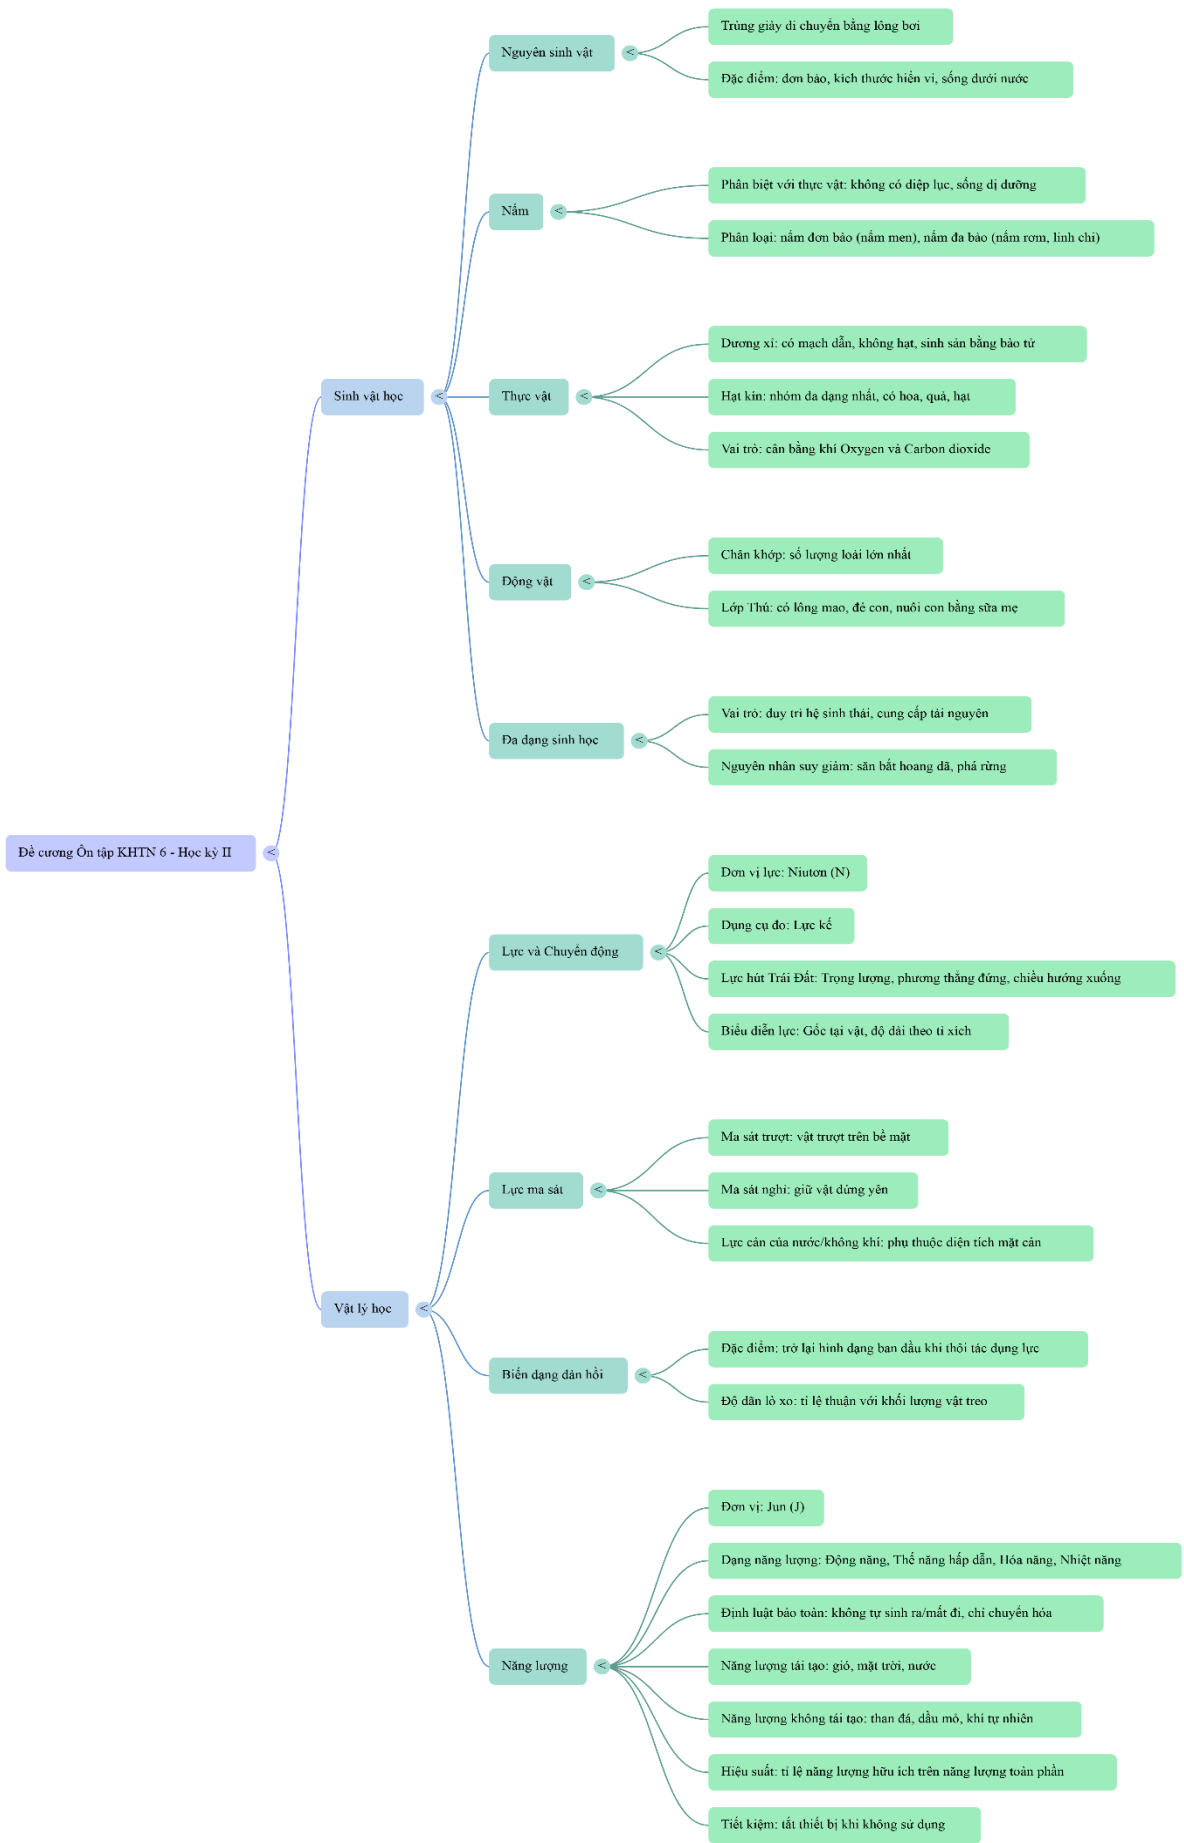 Đề cương Ôn tập KHTN 6 - Học kỳ II
<
Sinh vật học
<
Nguyên sinh vật
<
Trùng giày di chuyển bằng lông bơi
Đặc điểm: đơn bào, kích thước hiển vi, sống dưới nước
Nấm
<
Phân biệt với thực vật: không có diệp lục, sống dị dưỡng
Phân loại: nấm đơn bào (nấm men), nấm đa bào (nấm rơm, linh chi)
Thực vật
<
Dương xỉ: có mạch dẫn, không hạt, sinh sản bằng bào tử
Hạt kín: nhóm đa dạng nhất, có hoa, quả, hạt
Vai trò: cân bằng khí Oxygen và Carbon dioxide
Động vật
<
Chân khớp: số lượng loài lớn nhất
Lớp Thú: có lông mao, đẻ con, nuôi con bằng sữa mẹ
Đa dạng sinh học
<
Vai trò: duy trì hệ sinh thái, cung cấp tài nguyên
Nguyên nhân suy giảm: săn bắt hoang dã, phá rừng
Vật lý học
<
Lực và Chuyển động
<
Đơn vị lực: Niutơn (N)
Dụng cụ đo: Lực kế
Lực hút Trái Đất: Trọng lượng, phương thẳng đứng, chiều hướng xuống
Biểu diễn lực: Gốc tại vật, độ dài theo tỉ xích
Lực ma sát
<
Ma sát trượt: vật trượt trên bề mặt
Ma sát nghỉ: giữ vật đứng yên
Lực cản của nước/không khí: phụ thuộc diện tích mặt cản
Biến dạng đàn hồi
<
Đặc điểm: trở lại hình dạng ban đầu khi thôi tác dụng lực
Độ dãn lò xo: tỉ lệ thuận với khối lượng vật treo
Năng lượng
<
Đơn vị: Jun (J)
Dạng năng lượng: Động năng, Thế năng hấp dẫn, Hóa năng, Nhiệt năng
Định luật bảo toàn: không tự sinh ra/mất đi, chỉ chuyển hóa
Năng lượng tái tạo: gió, mặt trời, nước
Năng lượng không tái tạo: than đá, dầu mỏ, khí tự nhiên
Hiệu suất: tỉ lệ năng lượng hữu ích trên năng lượng toàn phần
Tiết kiệm: tắt thiết bị khi không sử dụng